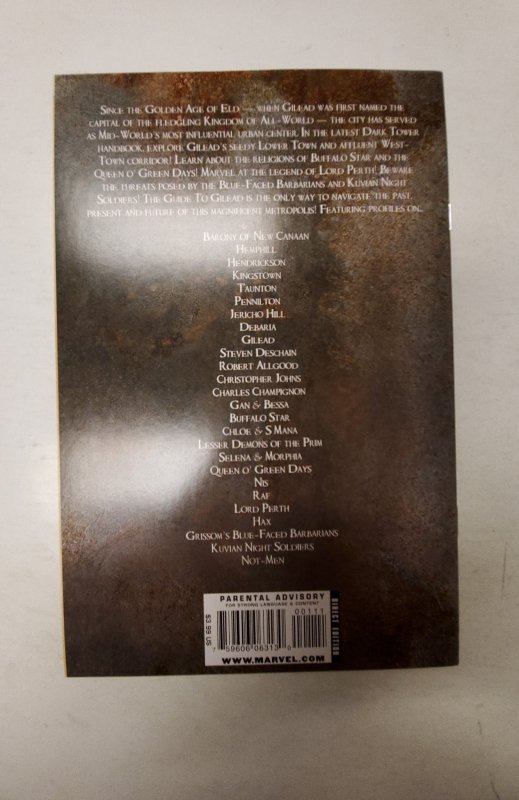 Since the Golden Age of Eld — when Gilead was first named the
capital of the fledgling Kingdom of All-World — the city has served
as Mid-World's most influential urban center. In the latest Dark Tower
handbook, explore Gilead's seedy Lower Town and affluent West-
Town corridor! Learn about the religions of Buffalo Star and the
Queen o' Green Days! Marvel at the legend of Lord Perth! Beware
the threats posed by the Blue-Faced Barbarians and Kuvian Night
Soldiers! The Guide To Gilead is the only way to navigate the past,
present and future of this magnificent metropolis! Featuring profiles on...
Barony of New Canaan
Hemphill
Hendrickson
Kingstown
Taunton
Pennilton
Jericho Hill
Debaria
Gilead
Steven Deschain
Robert Allgood
Christopher Johns
Charles Champignon
Gan & Bessa
Buffalo Star
Chloe & S'Mana
Lesser Demons of the Prim
Selena & Morphia
Queen o' Green Days
Nis
Raf
Lord Perth
Hax
Grissom's Blue-Faced Barbarians
Kuvian Night Soldiers
Not-Men
PARENTAL ADVISORY
FOR STRONG LANGUAGE & CONTENT
00111
$3.99 US
DIRECT EDITION
7 59606 06313 0
WWW.MARVEL.COM